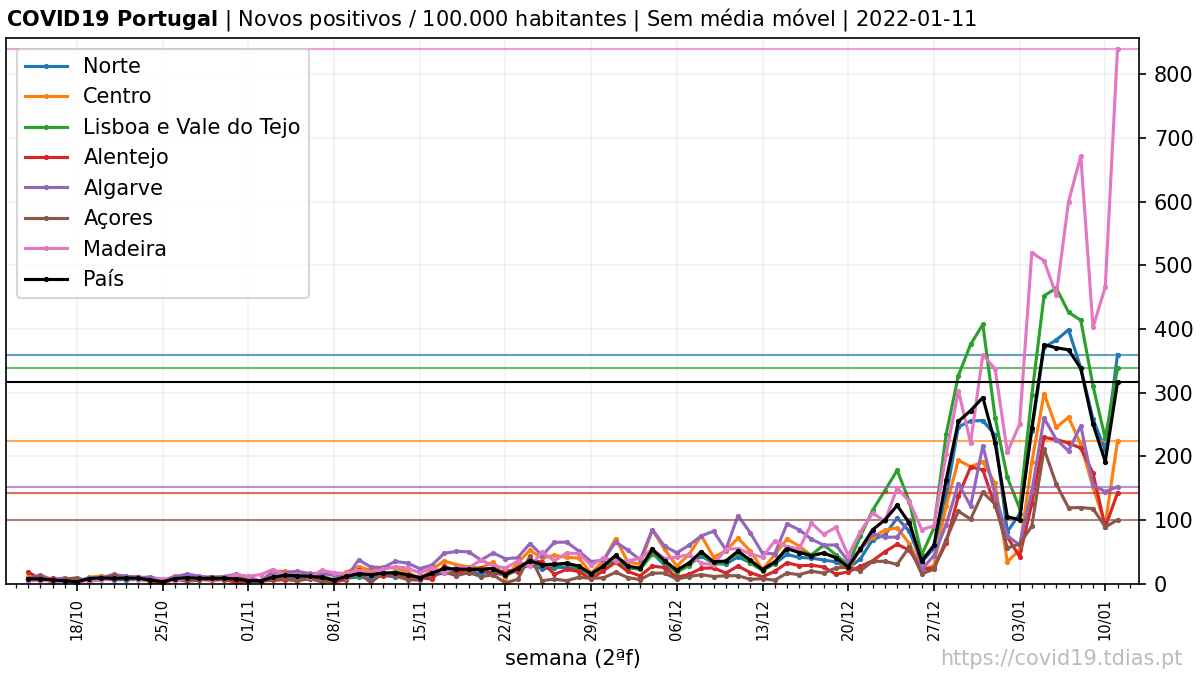 COVID19 Portugal | Novos positivos / 100.000 habitantes | Sem média móvel | 2022-01-11
Norte
Centro
Lisboa e Vale do Tejo
Alentejo
Algarve
Açores
Madeira
País
800
700
600
500
400
300
200
100
0
18/10
25/10
01/11
08/11
15/11
22/11
29/11
06/12
13/12
20/12
27/12
03/01
10/01
semana (2ªf)
https://covid19.tdias.pt